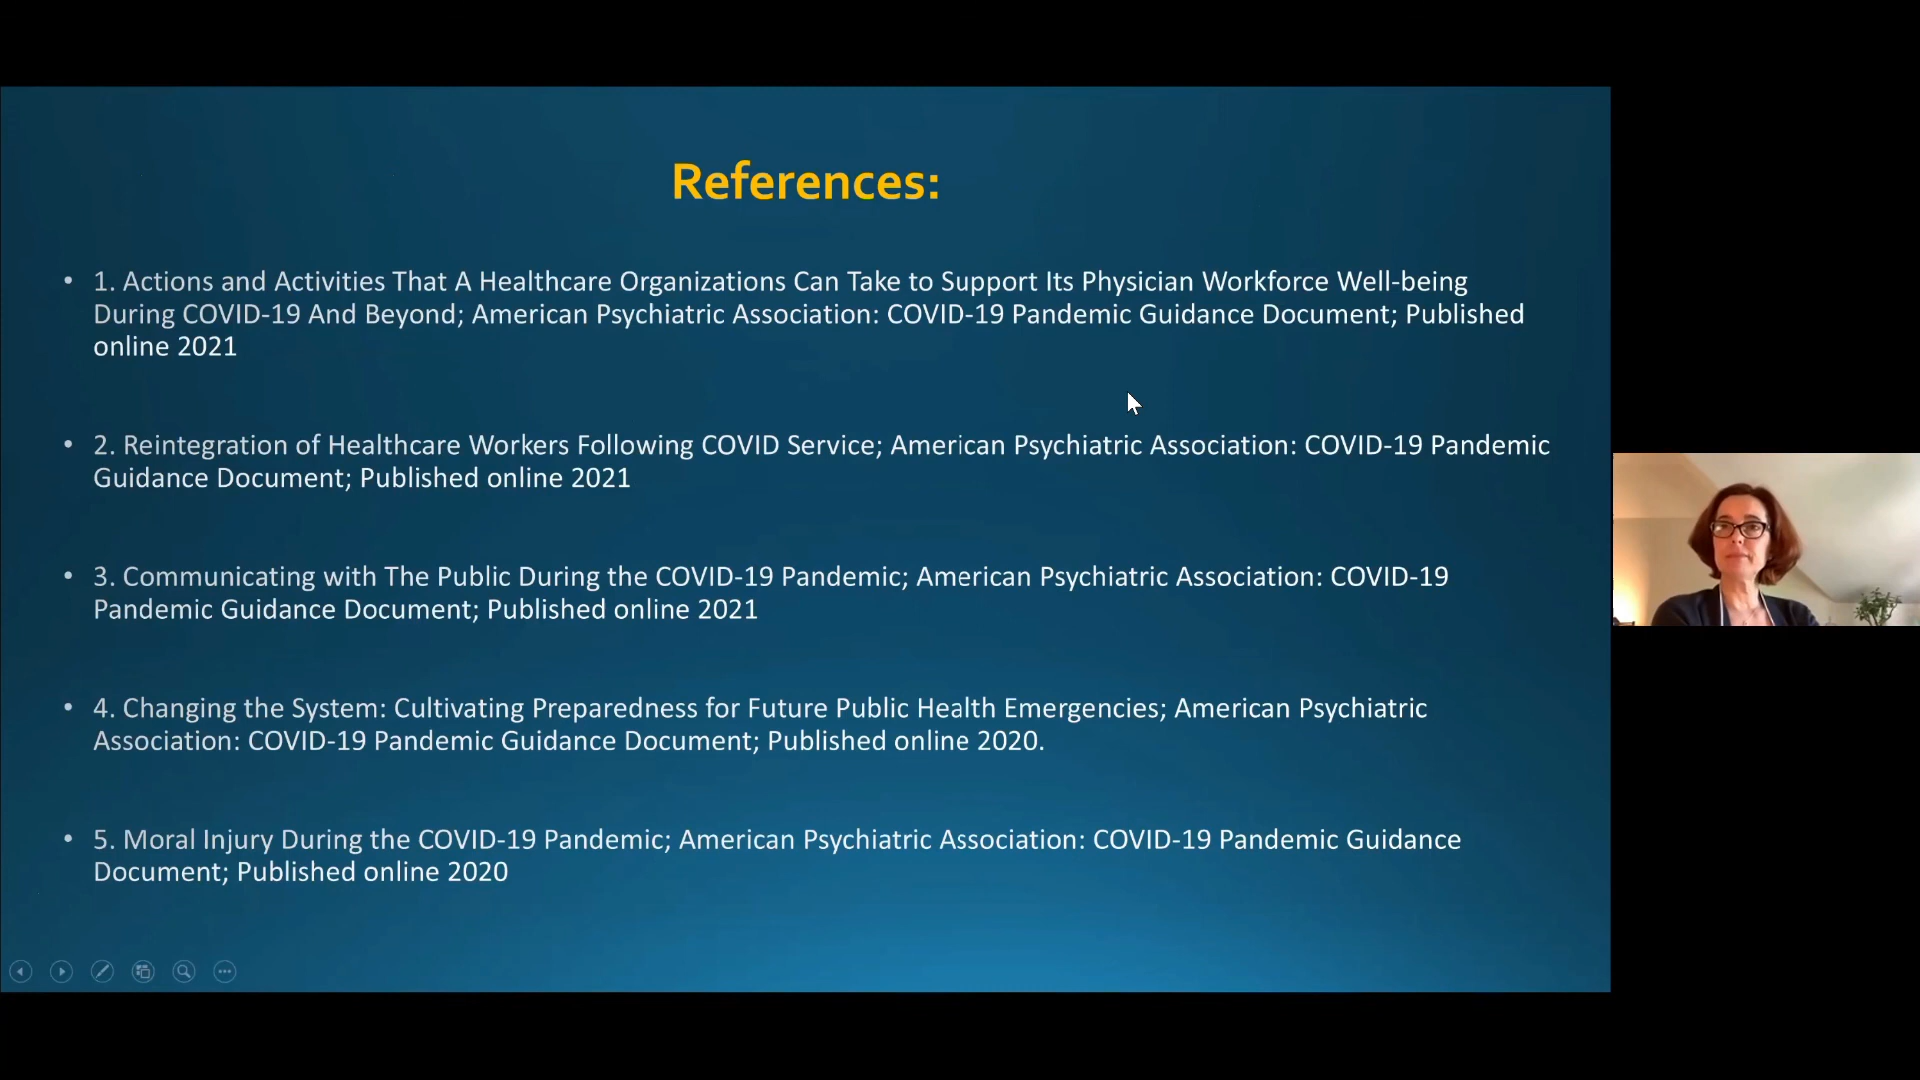 References:
• 1. Actions and Activities That A Healthcare Organizations Can Take to Support Its Physician Workforce Well-being
During COVID-19 And Beyond; American Psychiatric Association: COVID-19 Pandemic Guidance Document; Published
online 2021
• 2. Reintegration of Healthcare Workers Following COVID Service; American Psychiatric Association: COVID-19 Pandemic
Guidance Document; Published online 2021
• 3. Communicating with The Public During the COVID-19 Pandemic; American Psychiatric Association: COVID-19
Pandemic Guidance Document; Published online 2021
• 4. Changing the System: Cultivating Preparedness for Future Public Health Emergencies; American Psychiatric
Association: COVID-19 Pandemic Guidance Document; Published online 2020.
• 5. Moral Injury During the COVID-19 Pandemic; American Psychiatric Association: COVID-19 Pandemic Guidance
Document; Published online 2020